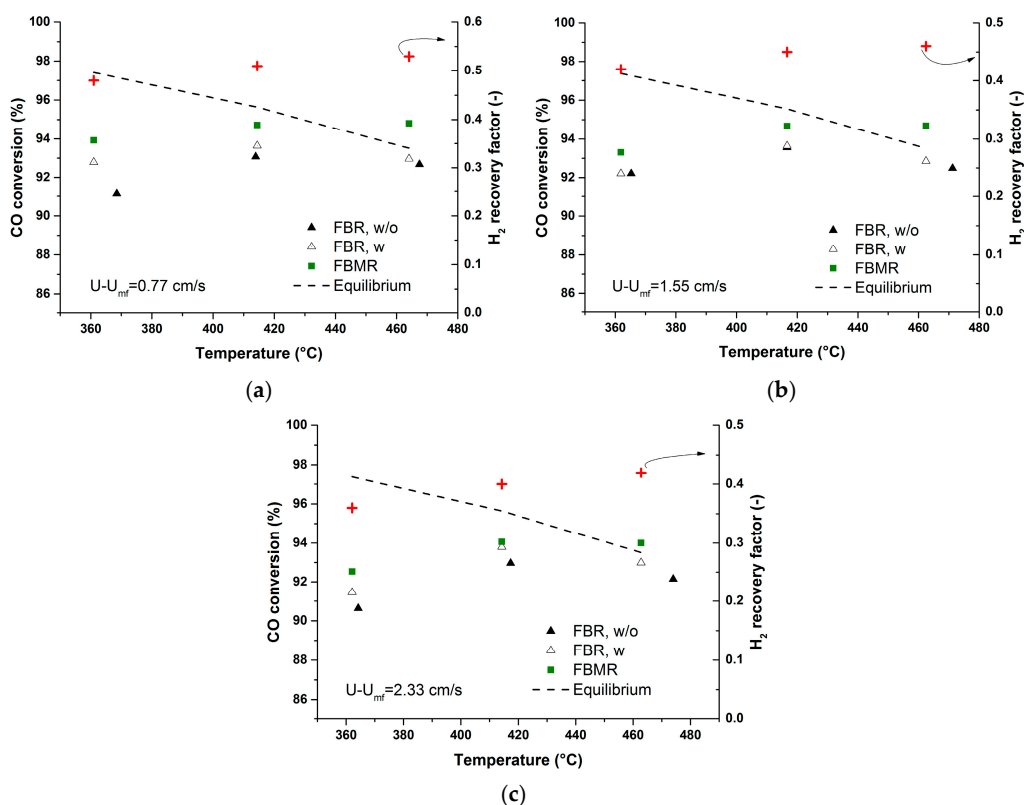 100
98
96
94
92
90
88
86
CO conversion (%)
0.6
0.5
0.4
0.3
0.2
0.1
0.0
H2 recovery factor (-)
FBR, w/o
FBR, w
FBMR
Equilibrium
U-Umf=0.77 cm/s
360 380 400 420 440 460 480
Temperature (°C)
(a)
100
98
96
94
92
90
88
86
CO conversion (%)
0.5
0.4
0.3
0.2
0.1
0.0
H2 recovery factor (-)
FBR, w/o
FBR, w
FBMR
Equilibrium
U-Umf=1.55 cm/s
360 380 400 420 440 460 480
Temperature (°C)
(b)
100
98
96
94
92
90
88
86
CO conversion (%)
0.5
0.4
0.3
0.2
0.1
0.0
H2 recovery factor (-)
FBR, w/o
FBR, w
FBMR
Equilibrium
U-Umf=2.33 cm/s
360 380 400 420 440 460 480
Temperature (°C)
(c)